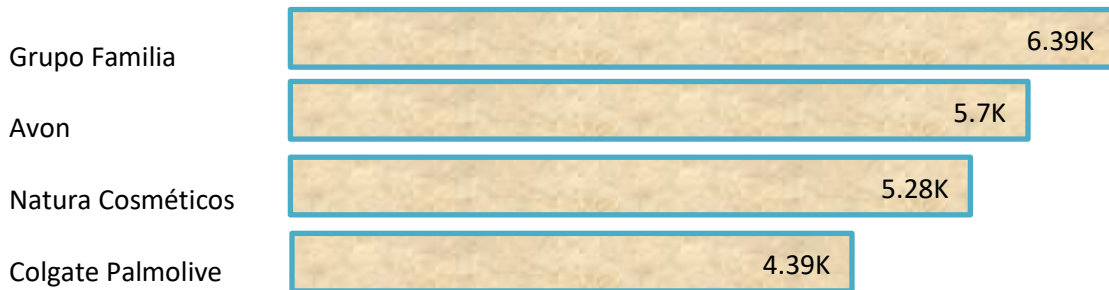 Grupo Familia 6.39K
Avon 5.7K
Natura Cosméticos 5.28K
Colgate Palmolive 4.39K